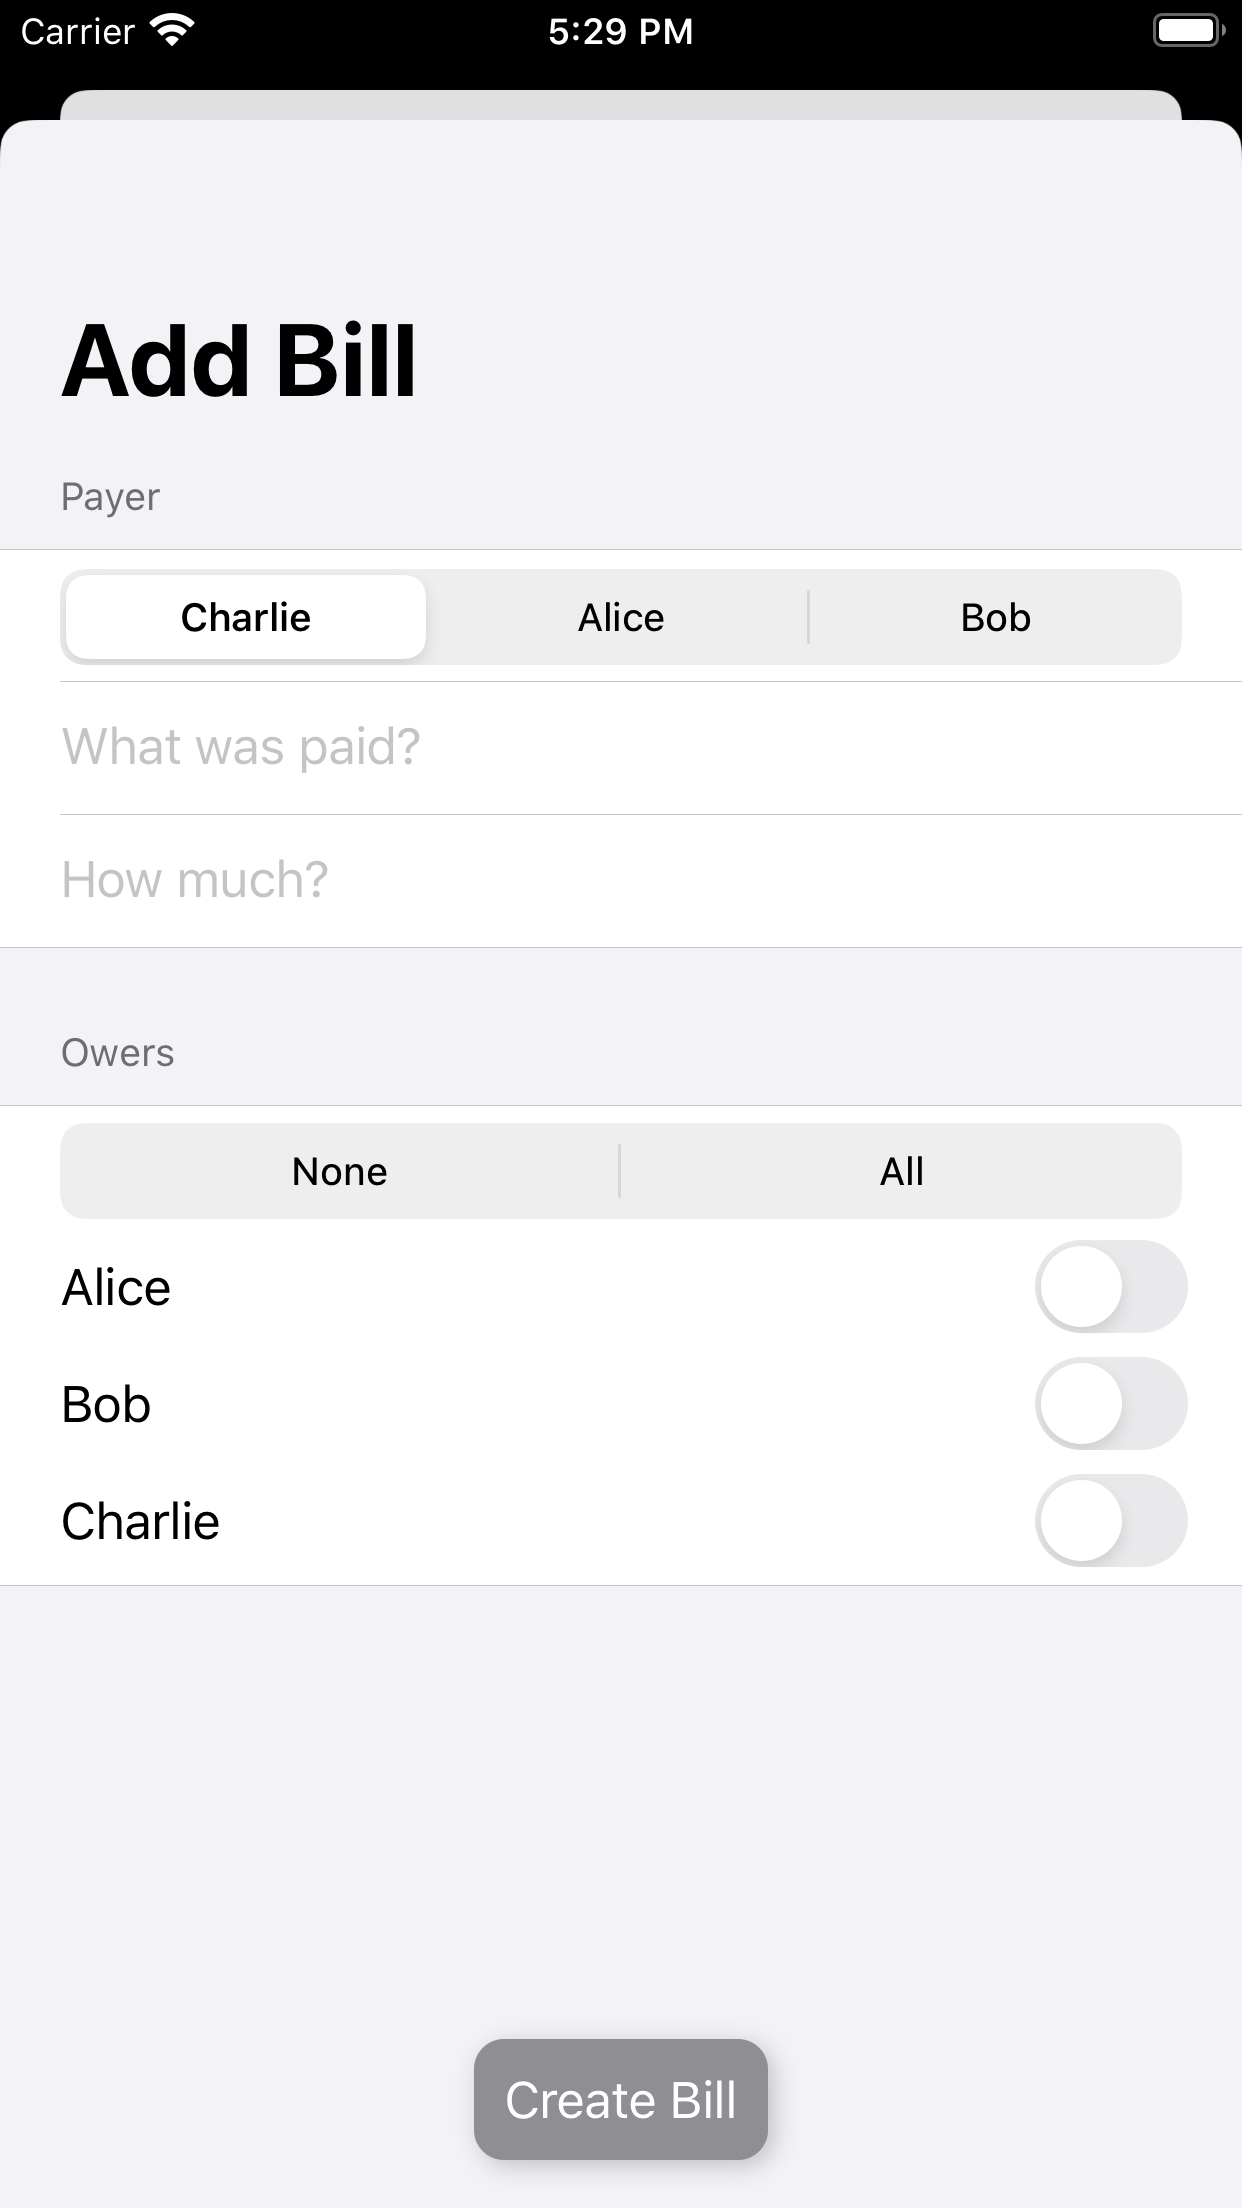 Carrier 5:29 PM
Add Bill
Payer
Charlie Alice Bob
What was paid?
How much?
Owers
None All
Alice
Bob
Charlie
Create Bill